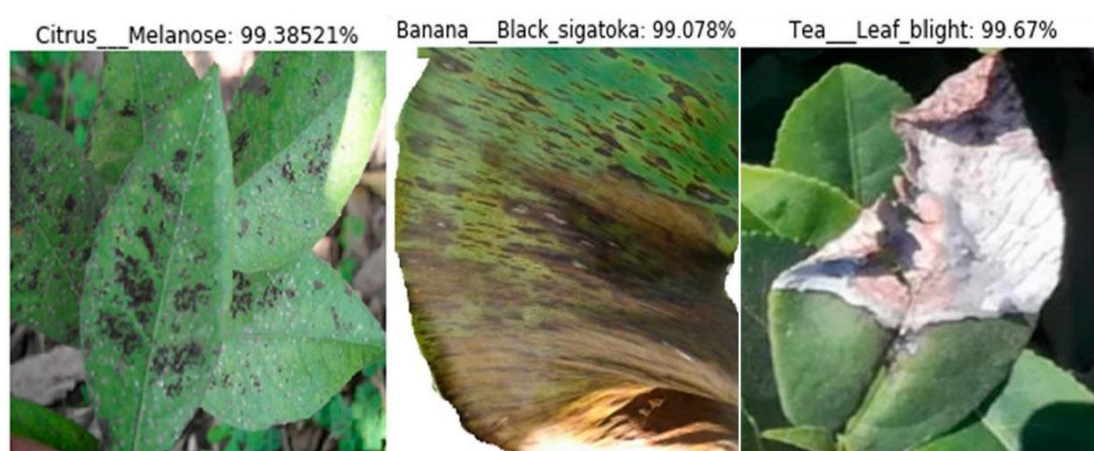 Citrus___Melanose: 99.38521%
Banana___Black_sigatoka: 99.078%
Tea___Leaf_blight: 99.67%